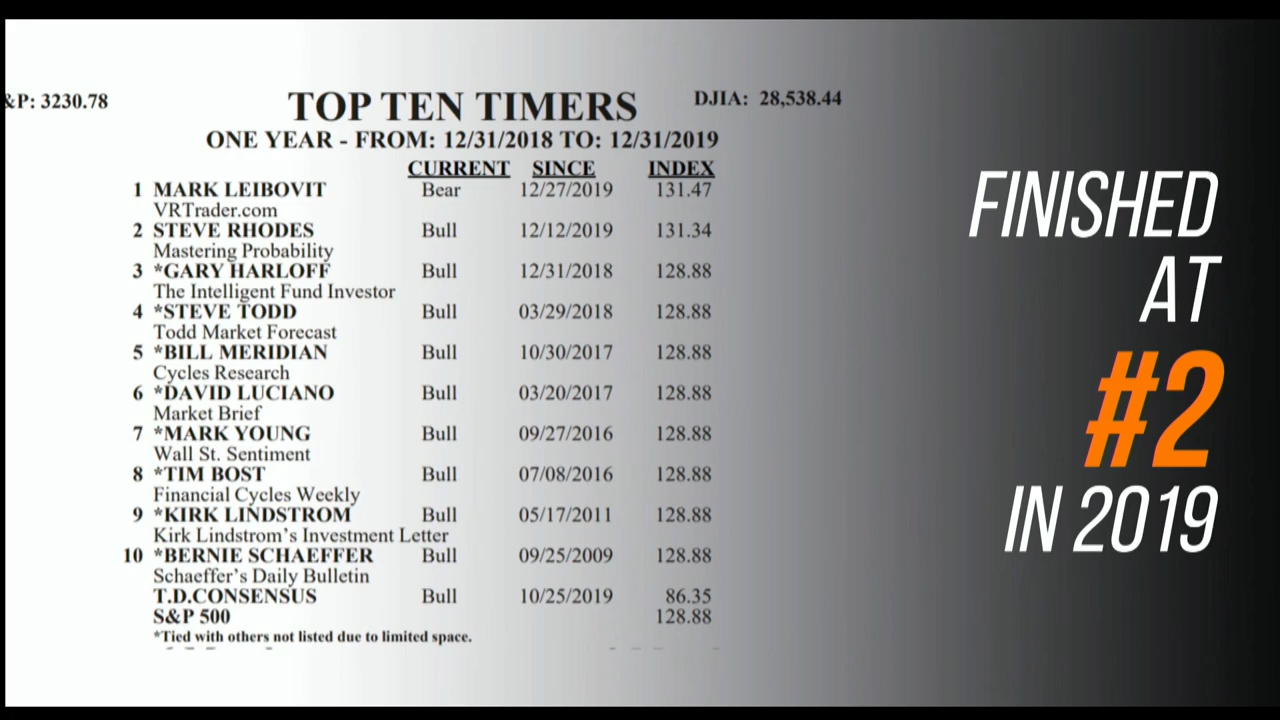 &P: 3230.78
TOP TEN TIMERS
DJIA: 28,538.44
ONE YEAR - FROM: 12/31/2018 TO: 12/31/2019
CURRENT SINCE INDEX
1 MARK LEIBOVIT Bear 12/27/2019 131.47
VRTrader.com
2 STEVE RHODES Bull 12/12/2019 131.34
Mastering Probability
3 *GARY HARLOFF Bull 12/31/2018 128.88
The Intelligent Fund Investor
4 *STEVE TODD Bull 03/29/2018 128.88
Todd Market Forecast
5 *BILL MERIDIAN Bull 10/30/2017 128.88
Cycles Research
6 *DAVID LUCIANO Bull 03/20/2017 128.88
Market Brief
7 *MARK YOUNG Bull 09/27/2016 128.88
Wall St. Sentiment
8 *TIM BOST Bull 07/08/2016 128.88
Financial Cycles Weekly
9 *KIRK LINDSTROM Bull 05/17/2011 128.88
Kirk Lindstrom's Investment Letter
10 *BERNIE SCHAEFFER Bull 09/25/2009 128.88
Schaeffer's Daily Bulletin
T.D.CONSENSUS Bull 10/25/2019 86.35
S&P 500 128.88
*Tied with others not listed due to limited space.
FINISHED
AT
#2
IN 2019